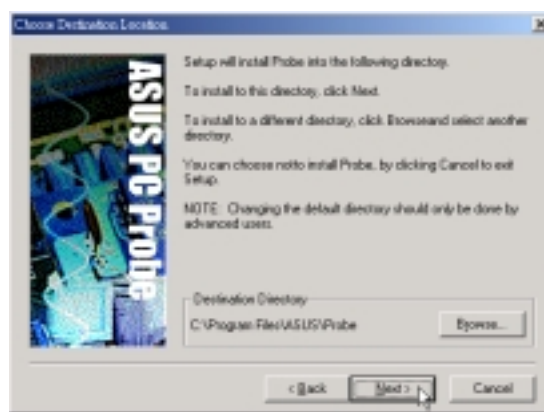 Choose Destination Location
ASUS PC Probe
Setup will install Probe into the following directory.
To install to this directory, click Next.
To install to a different directory, click Browseand select another
directory.
You can choose notto install Probe, by clicking Cancel to exit
Setup.
NOTE: Changing the default directory should only be done by
advanced users.
Destination Directory
C:\Program Files\ASUS\Probe
Browse...
< Back
Next >
Cancel